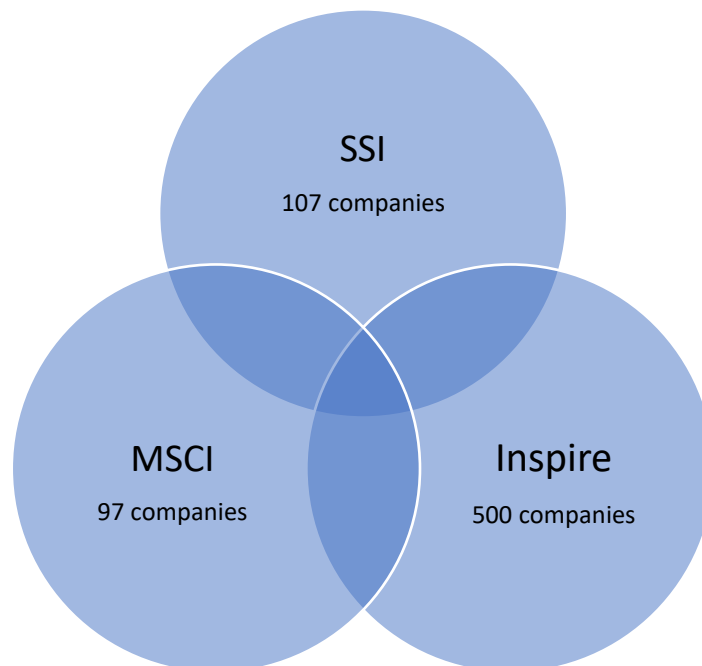 SSI
107 companies
MSCI
97 companies
Inspire
500 companies